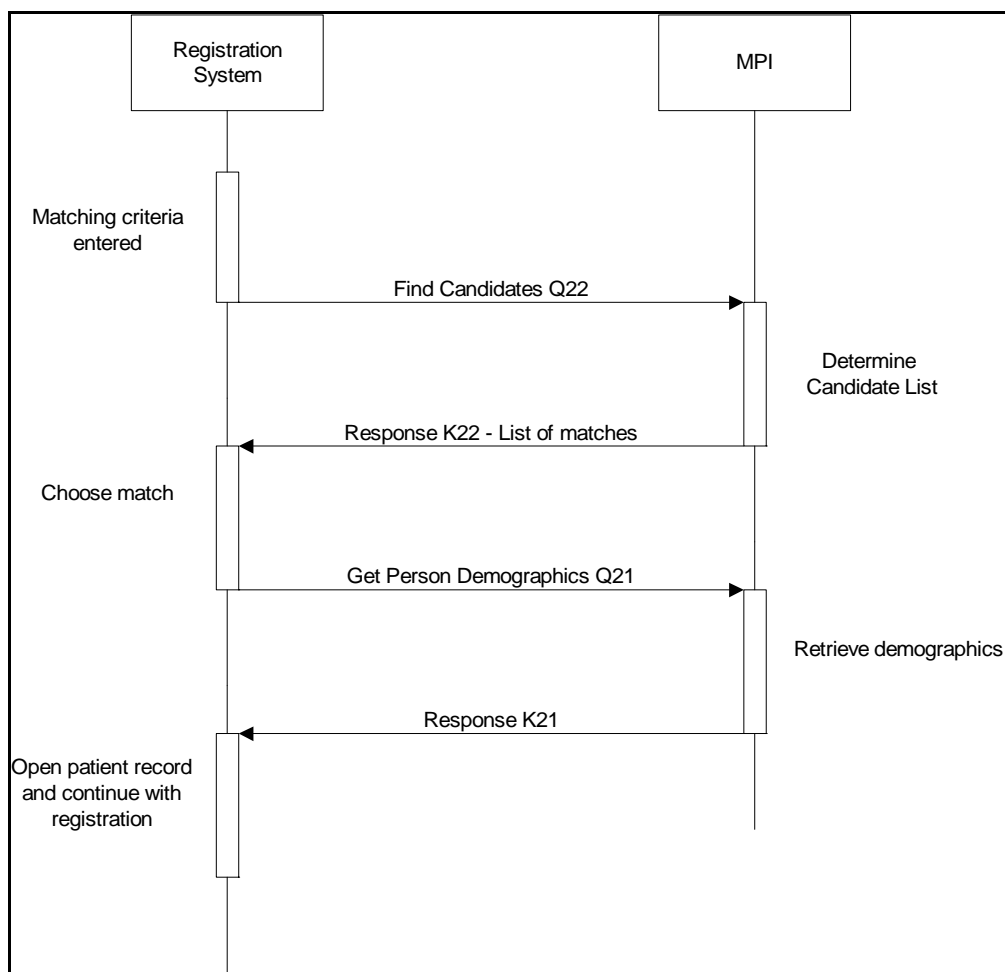 Registration
System
MPI
Matching criteria
entered
Find Candidates Q22
Determine
Candidate List
Response K22 - List of matches
Choose match
Get Person Demographics Q21
Retrieve demographics
Response K21
Open patient record
and continue with
registration